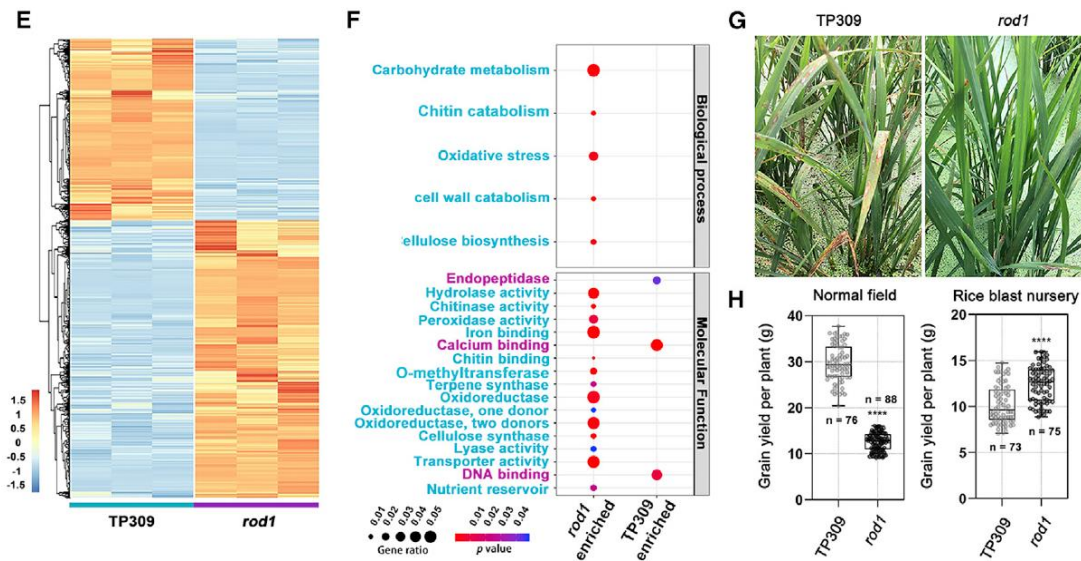 E
1.5
1
0.5
0
-0.5
-1
-1.5
TP309
rod1
F
Carbohydrate metabolism
Chitin catabolism
Oxidative stress
cell wall catabolism
cellulose biosynthesis
Biological process
Endopeptidase
Hydrolase activity
Chitinase activity
Peroxidase activity
Iron binding
Calcium binding
Chitin binding
O-methyltransferase
Terpene synthase
Oxidoreductase
Oxidoreductase, one donor
Oxidoreductase, two donors
Cellulose synthase
Lyase activity
Transporter activity
DNA binding
Nutrient reservoir
Molecular Function
0.01
0.02
0.03
0.04
0.05
Gene ratio
0.01
0.02
0.03
0.04
p value
rod1 enriched
TP309 enriched
G
TP309
rod1
H
Normal field
Grain yield per plant (g)
40
30
20
10
0
n = 76
n = 88
****
TP309
rod1
Rice blast nursery
Grain yield per plant (g)
20
15
10
5
0
****
n = 73
n = 75
TP309
rod1